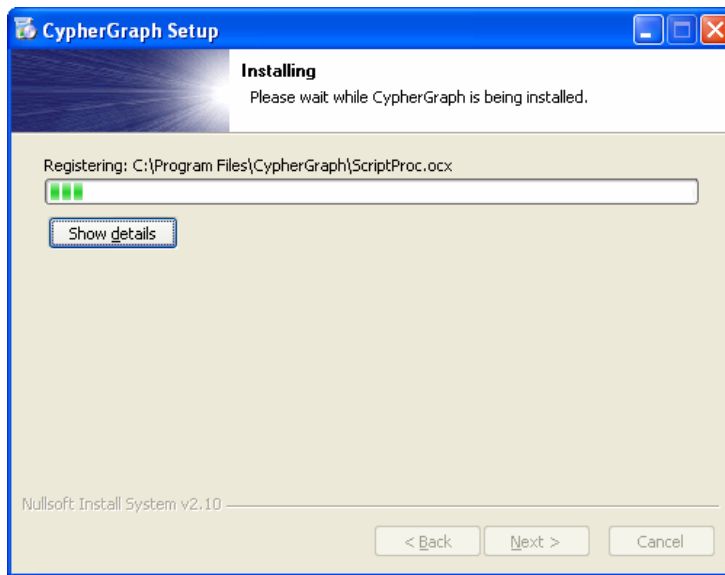 CypherGraph Setup
Installing
Please wait while CypherGraph is being installed.
Registering: C:\Program Files\CypherGraph\ScriptProc.ocx
Show details
Nullsoft Install System v2.10
< Back
Next >
Cancel